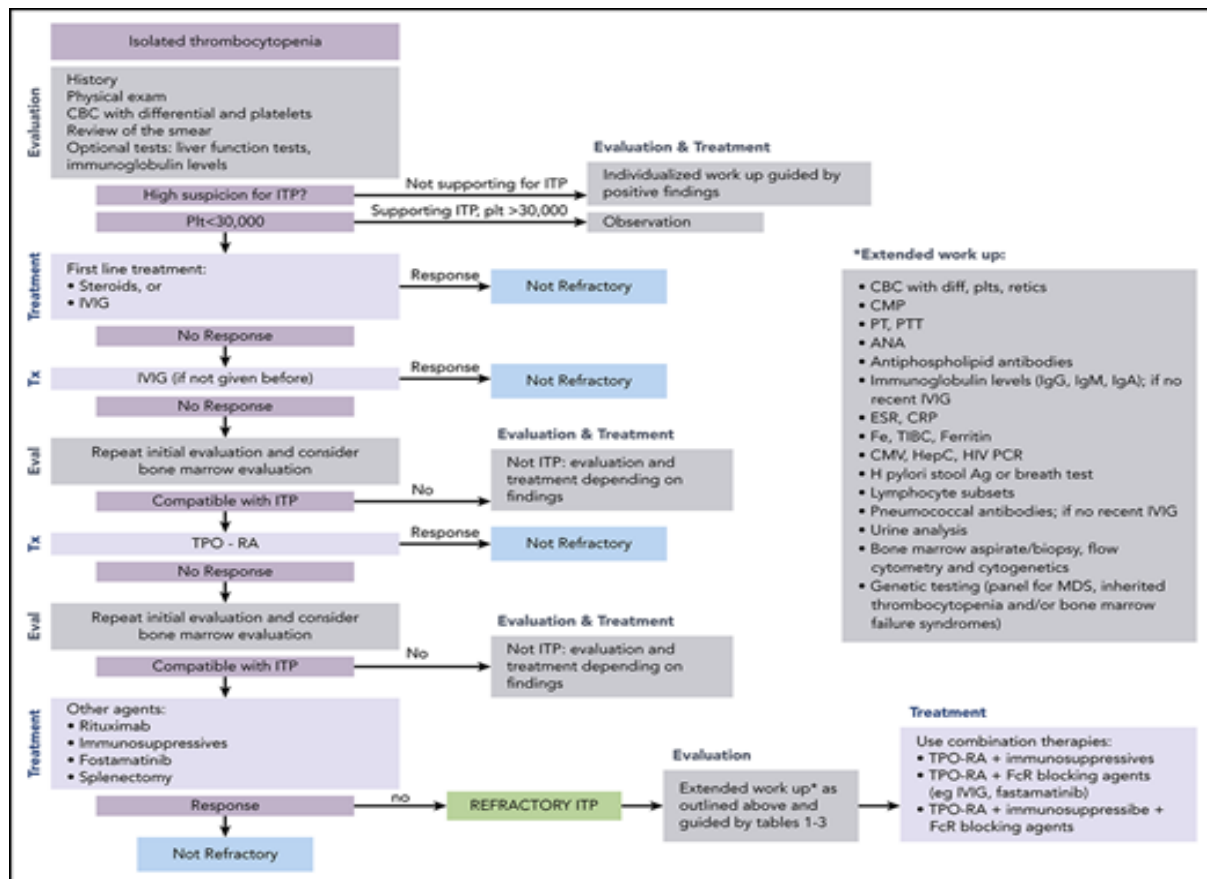 Isolated thrombocytopenia
Evaluation
History
Physical exam
CBC with differential and platelets
Review of the smear
Optional tests: liver function tests,
immunoglobulin levels
High suspicion for ITP?
Not supporting for ITP
Evaluation & Treatment
Individualized work up guided by
positive findings
Plt<30,000
Supporting ITP, plt >30,000
Observation
Treatment
First line treatment:
• Steroids, or
• IVIG
Response
Not Refractory
No Response
Tx
IVIG (if not given before)
Response
Not Refractory
No Response
Eval
Repeat initial evaluation and consider
bone marrow evaluation
Compatible with ITP
No
Evaluation & Treatment
Not ITP: evaluation and
treatment depending on
findings
Tx
TPO - RA
Response
Not Refractory
No Response
Eval
Repeat initial evaluation and consider
bone marrow evaluation
Compatible with ITP
No
Evaluation & Treatment
Not ITP: evaluation and
treatment depending on
findings
Treatment
Other agents:
• Rituximab
• Immunosuppressives
• Fostamatinib
• Splenectomy
Response
no
REFRACTORY ITP
Not Refractory
Evaluation
Extended work up* as
outlined above and
guided by tables 1-3
Treatment
Use combination therapies:
• TPO-RA + immunosuppressives
• TPO-RA + FcR blocking agents
(eg IVIG, fastamatinib)
• TPO-RA + immunosuppressibe +
FcR blocking agents
*Extended work up:
• CBC with diff, plts, retics
• CMP
• PT, PTT
• ANA
• Antiphospholipid antibodies
• Immunoglobulin levels (IgG, IgM, IgA); if no
recent IVIG
• ESR, CRP
• Fe, TIBC, Ferritin
• CMV, HepC, HIV PCR
• H pylori stool Ag or breath test
• Lymphocyte subsets
• Pneumococcal antibodies; if no recent IVIG
• Urine analysis
• Bone marrow aspirate/biopsy, flow
cytometry and cytogenetics
• Genetic testing (panel for MDS, inherited
thrombocytopenia and/or bone marrow
failure syndromes)